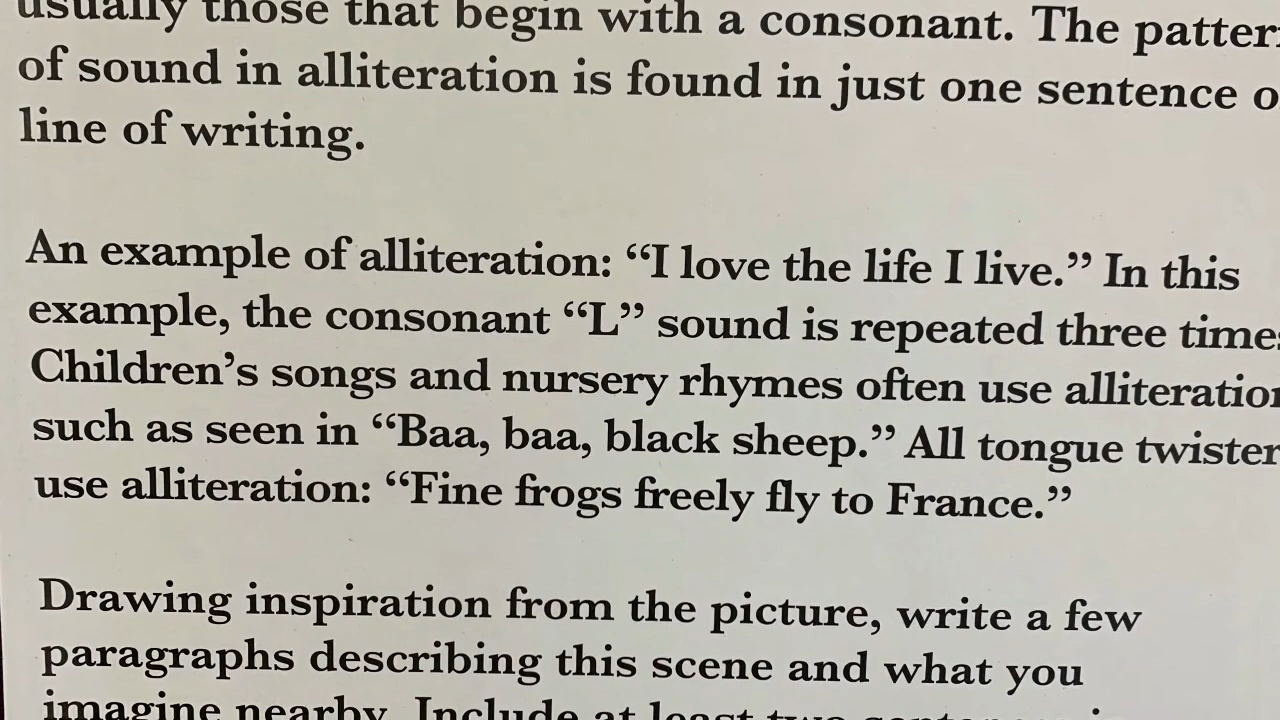 usually those that begin with a consonant. The pattern
of sound in alliteration is found in just one sentence
line of writing.
An example of alliteration: “I love the life I live.” In this
example, the consonant “L” sound is repeated three times
Children’s songs and nursery rhymes often use alliteration
such as seen in “Baa, baa, black sheep.” All tongue twister
use alliteration: “Fine frogs freely fly to France.”
Drawing inspiration from the picture, write a few
paragraphs describing this scene and what you
imagine nearby. Include at least two sentences